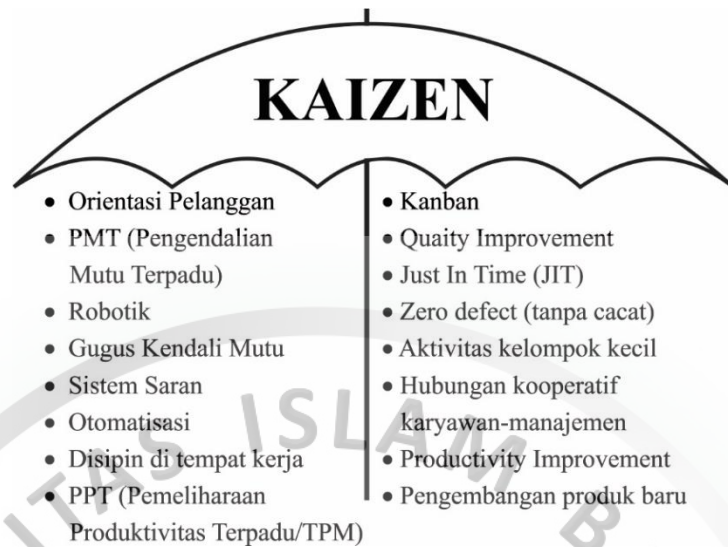 KAIZEN
• Orientasi Pelanggan
• PMT (Pengendalian
Mutu Terpadu)
• Robotik
• Gugus Kendali Mutu
• Sistem Saran
• Otomatisasi
• Disipin di tempat kerja
• PPT (Pemeliharaan
Produktivitas Terpadu/TPM)
• Kanban
• Quaity Improvement
• Just In Time (JIT)
• Zero defect (tanpa cacat)
• Aktivitas kelompok kecil
• Hubungan kooperatif
karyawan-manajemen
• Productivity Improvement
• Pengembangan produk baru
ITAS ISLAM B